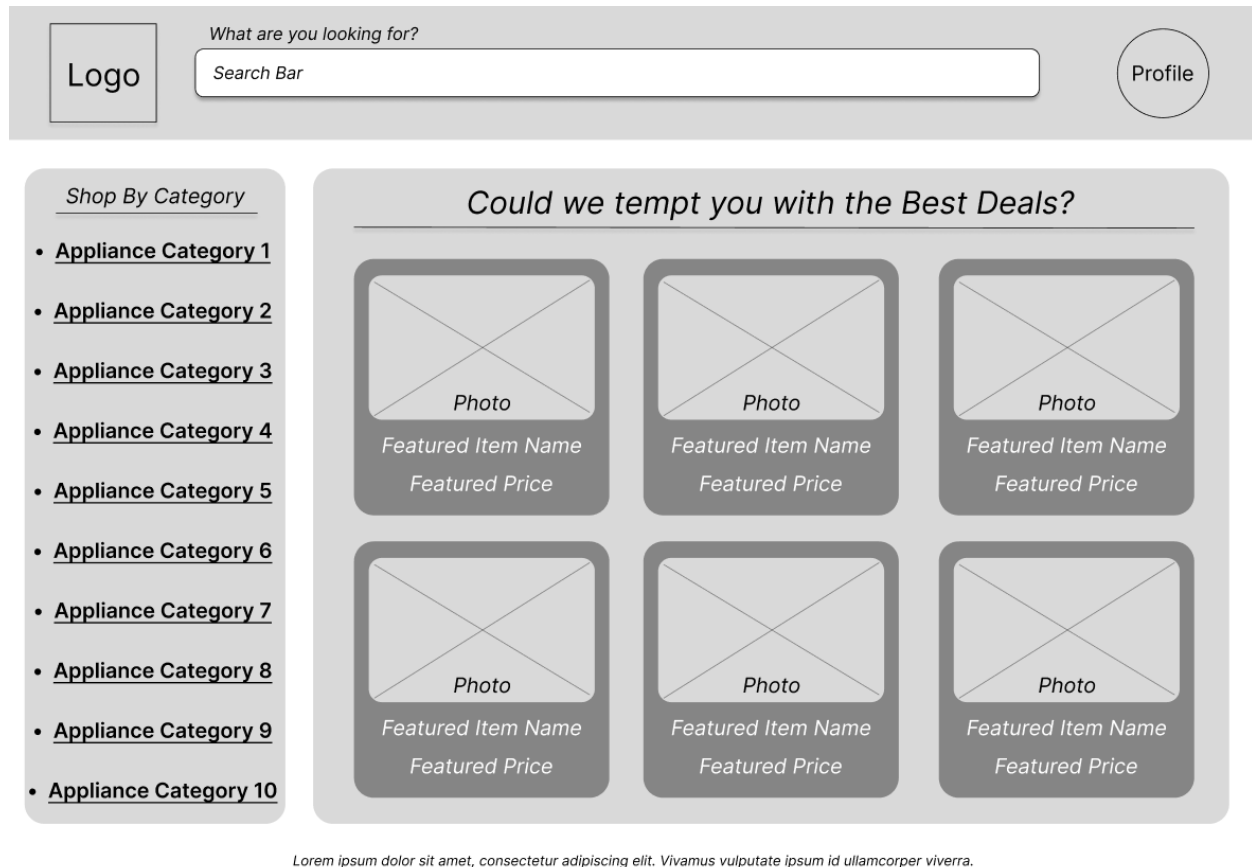 Logo
What are you looking for?
Search Bar
Profile
Shop By Category
• Appliance Category 1
• Appliance Category 2
• Appliance Category 3
• Appliance Category 4
• Appliance Category 5
• Appliance Category 6
• Appliance Category 7
• Appliance Category 8
• Appliance Category 9
• Appliance Category 10
Could we tempt you with the Best Deals?
Photo
Featured Item Name
Featured Price
Photo
Featured Item Name
Featured Price
Photo
Featured Item Name
Featured Price
Photo
Featured Item Name
Featured Price
Photo
Featured Item Name
Featured Price
Photo
Featured Item Name
Featured Price
Lorem ipsum dolor sit amet, consectetur adipiscing elit. Vivamus vulputate ipsum id ullamcorper viverra.